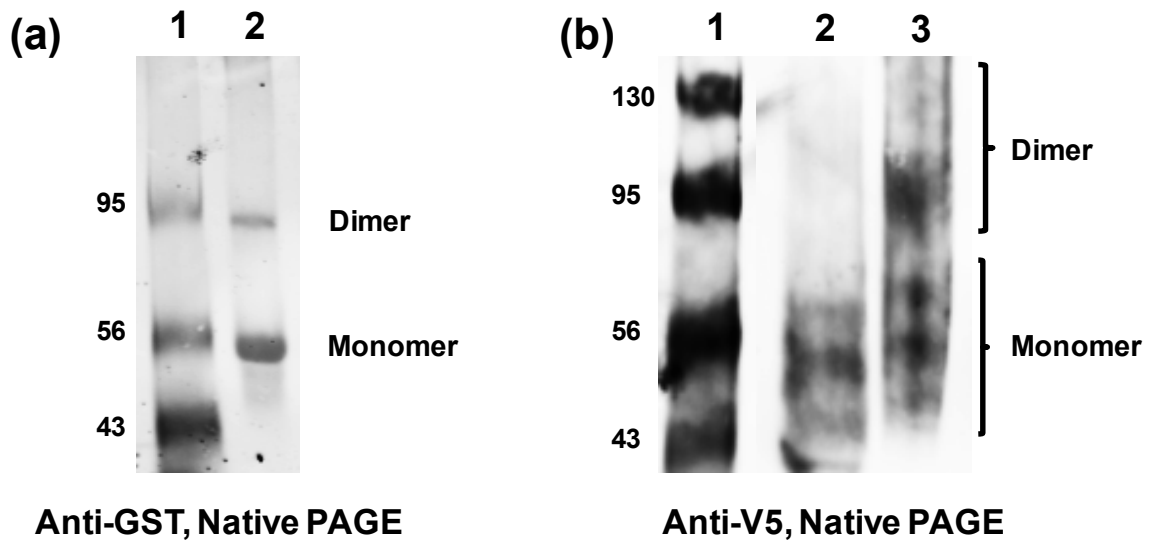 (a)
1 2
95
56
43
Dimer
Monomer
Anti-GST, Native PAGE
(b)
1 2 3
130
95
56
43
Dimer
Monomer
Anti-V5, Native PAGE